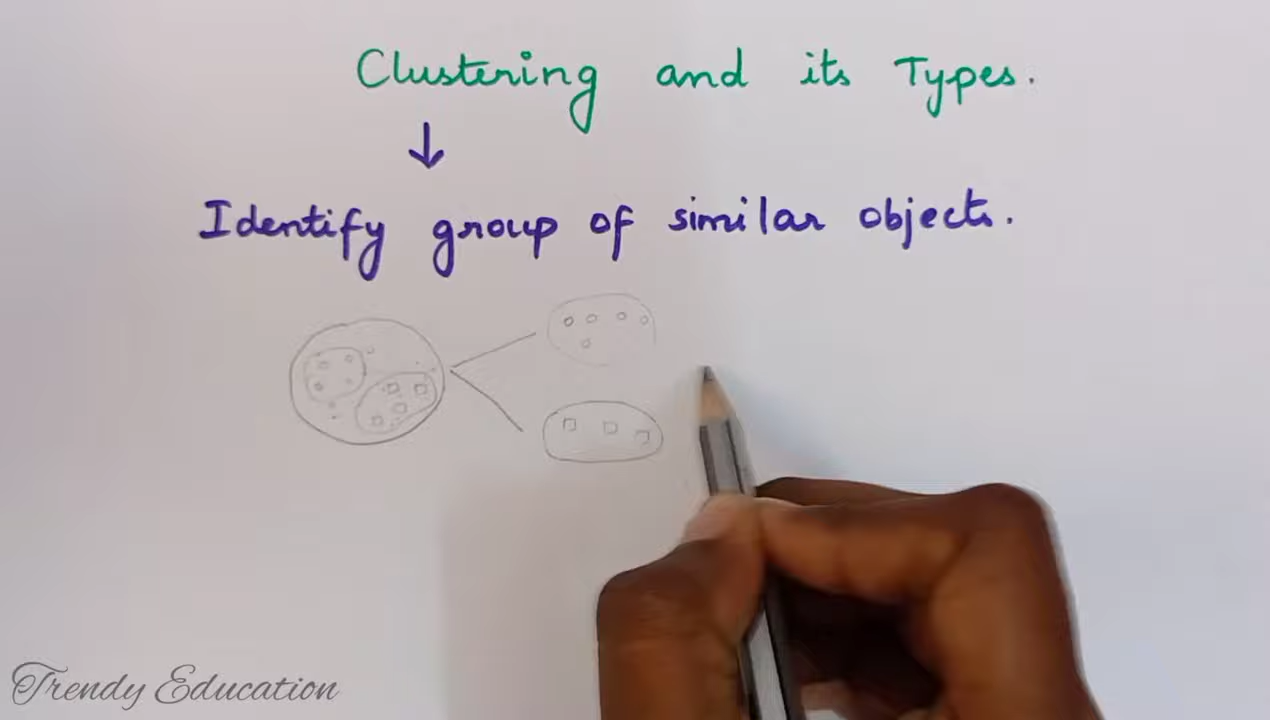 Clustering and its Types.
Identify group of similar objects.
Trendy Education